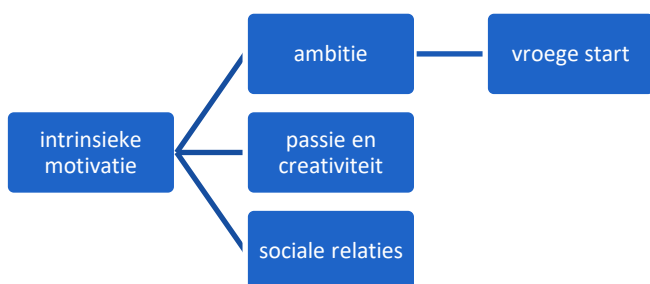 ambitie
vroege start
intrinsieke
motivatie
passie en
creativiteit
sociale relaties